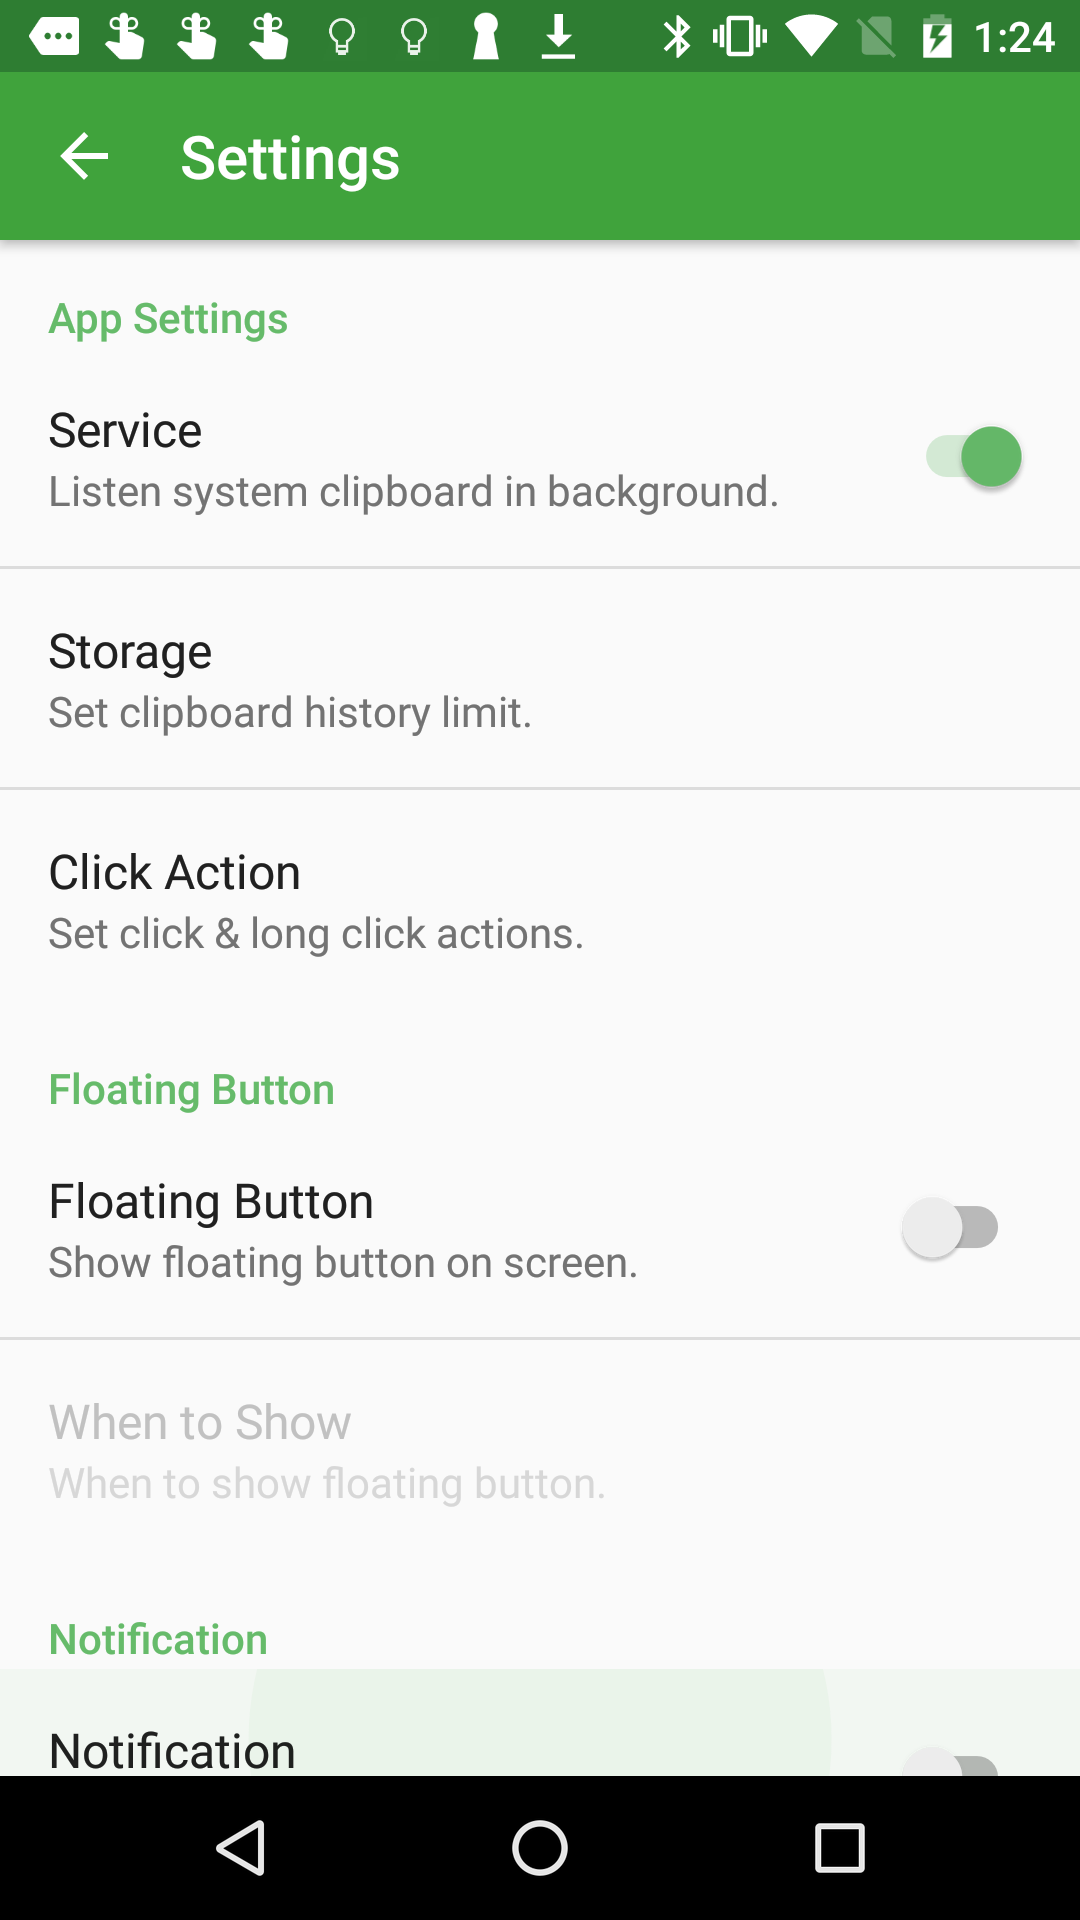 1:24
Settings
App Settings
Service
Listen system clipboard in background.
Storage
Set clipboard history limit.
Click Action
Set click & long click actions.
Floating Button
Floating Button
Show floating button on screen.
When to Show
When to show floating button.
Notification
Notification